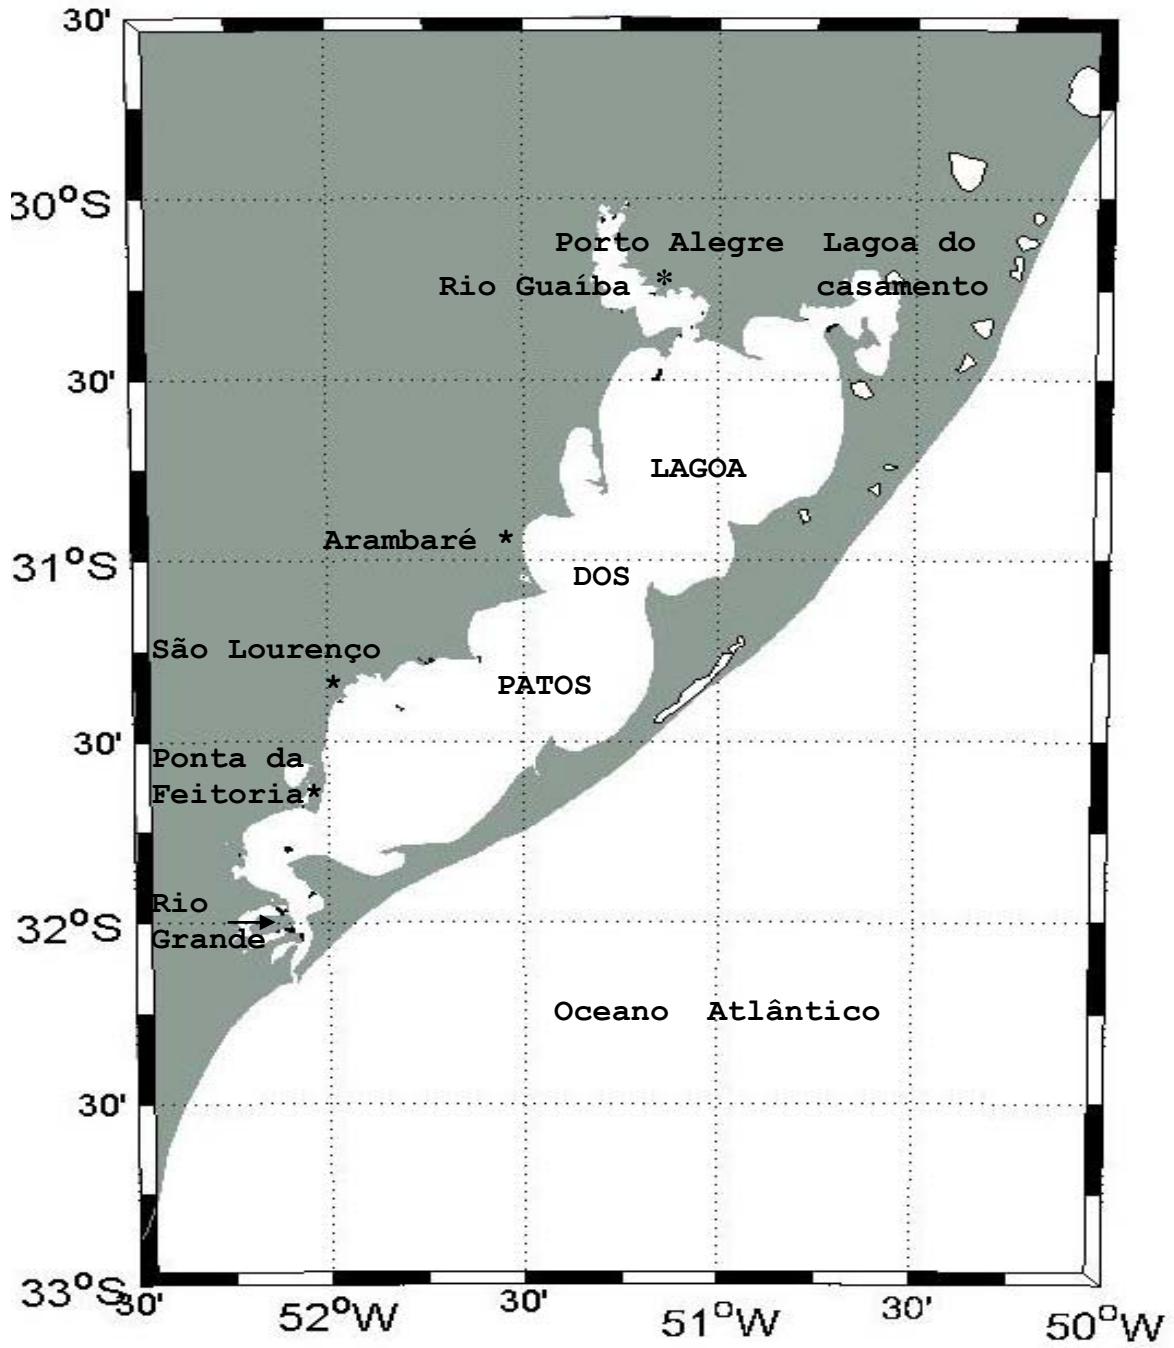 30'
30°S
Porto Alegre Lagoa do
Rio Guaíba * casamento
30'
LAGOA
Arambaré *
31°S
DOS
São Lourenço
*
PATOS
30'
Ponta da
Feitoria*
Rio
32°S
Grande
Oceano Atlântico
30'
33°S
30' 52°W 30' 51°W 30' 50°W